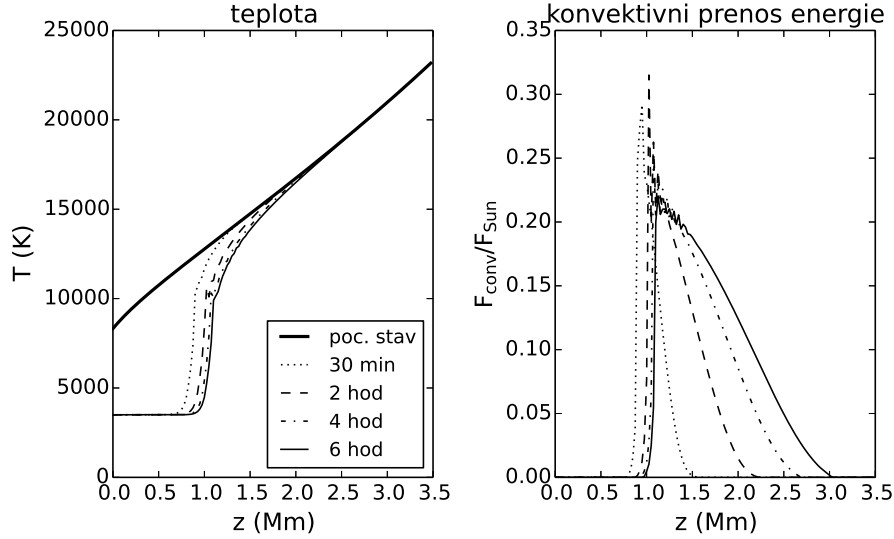 teplota
25000
20000
15000
10000
5000
0
T (K)
poc. stav
30 min
2 hod
4 hod
6 hod
0.0 0.5 1.0 1.5 2.0 2.5 3.0 3.5
z (Mm)
konvektivni prenos energie
0.35
0.30
0.25
0.20
0.15
0.10
0.05
0.00
F_conv/F_Sun
0.0 0.5 1.0 1.5 2.0 2.5 3.0 3.5
z (Mm)